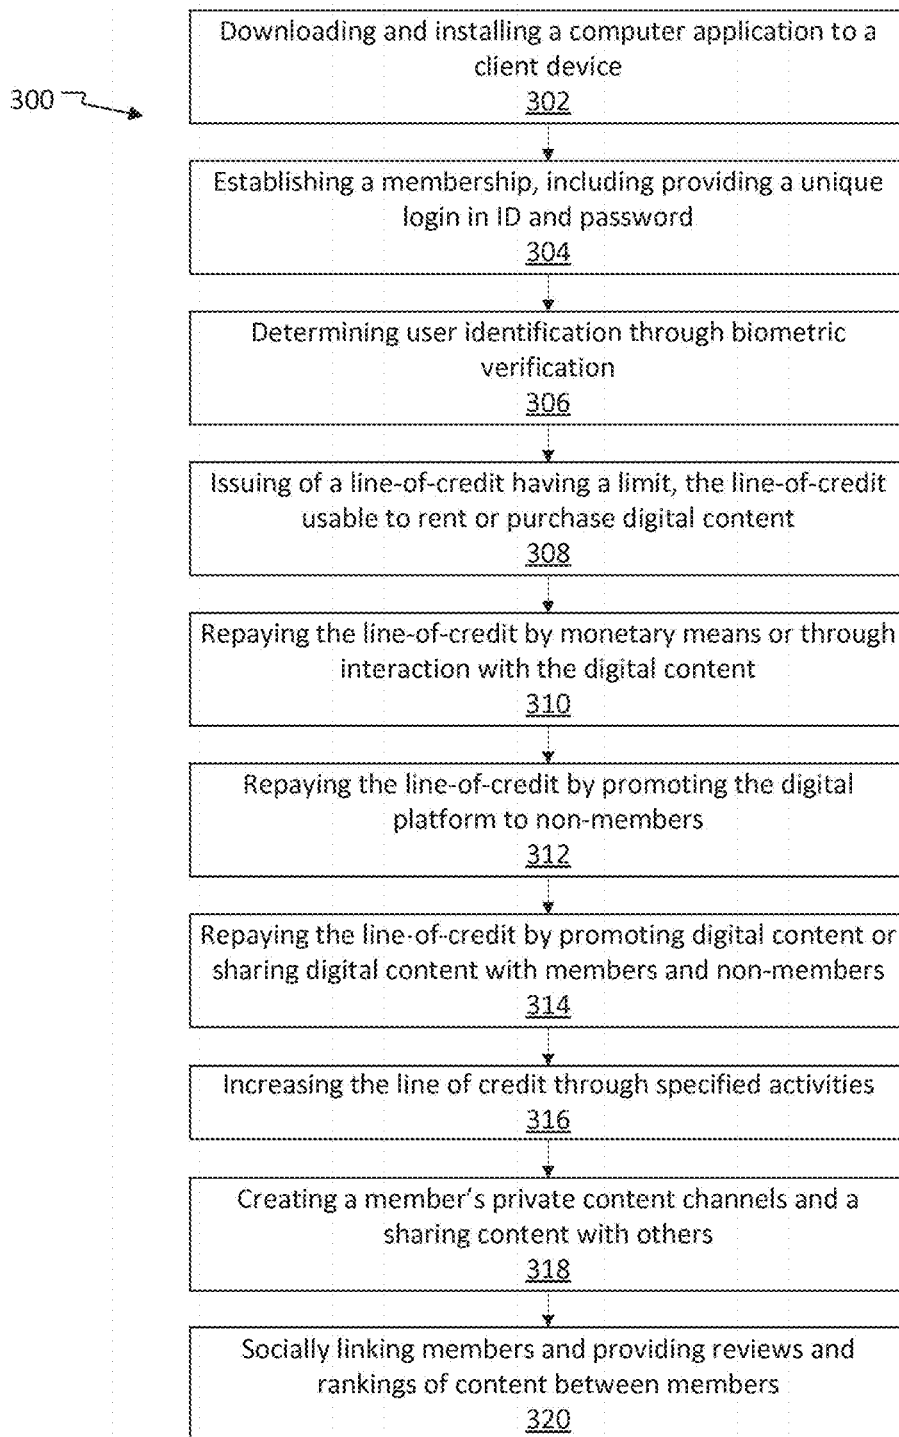 300
Downloading and installing a computer application to a
client device
302
Establishing a membership, including providing a unique
login in ID and password
304
Determining user identification through biometric
verification
306
Issuing of a line-of-credit having a limit, the line-of-credit
usable to rent or purchase digital content
308
Repaying the line-of-credit by monetary means or through
interaction with the digital content
310
Repaying the line-of-credit by promoting the digital
platform to non-members
312
Repaying the line-of-credit by promoting digital content or
sharing digital content with members and non-members
314
Increasing the line of credit through specified activities
316
Creating a member's private content channels and a
sharing content with others
318
Socially linking members and providing reviews and
rankings of content between members
320